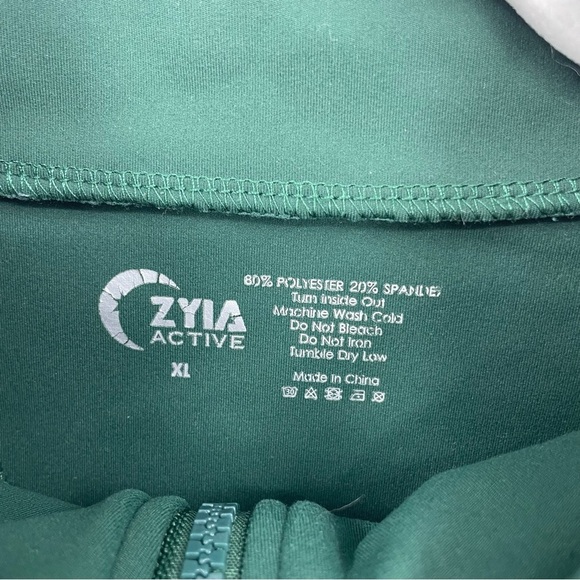 ZYIA
ACTIVE
XL
80% POLYESTER 20% SPANDEX
Turn Inside Out
Machine Wash Cold
Do Not Bleach
Do Not Iron
Tumble Dry Low
Made In China